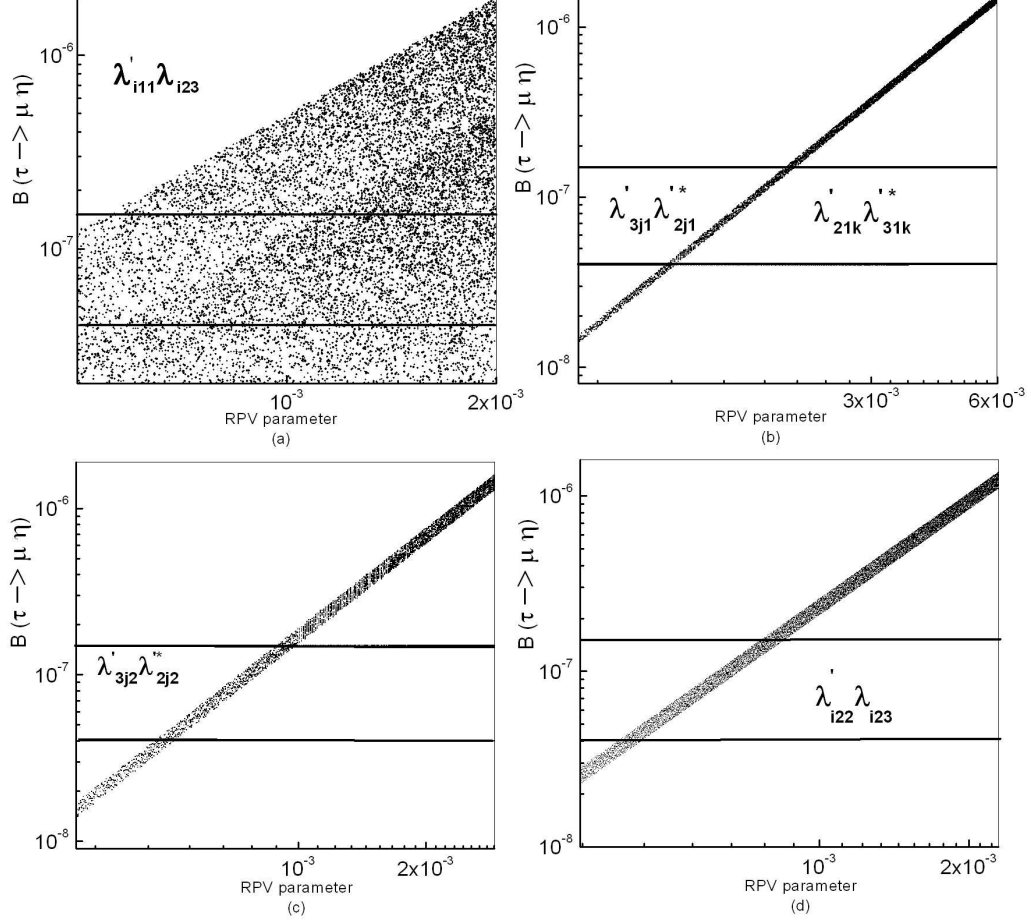 B (τ —> μ η)
10⁻⁶
10⁻⁷
λ'ᵢ₁₁λᵢ₂₃
10⁻³
2x10⁻³
RPV parameter
(a)
B (τ —> μ η)
10⁻⁶
10⁻⁷
10⁻⁸
λ'₃ⱼ₁λ'*₂ⱼ₁
λ'₂₁ₖλ'*₃₁ₖ
3x10⁻³
6x10⁻³
RPV parameter
(b)
B (τ —> μ η)
10⁻⁶
10⁻⁷
10⁻⁸
λ'₃ⱼ₂λ'*₂ⱼ₂
10⁻³
2x10⁻³
RPV parameter
(c)
B (τ —> μ η)
10⁻⁶
10⁻⁷
10⁻⁸
λ'ᵢ₂₂λᵢ₂₃
10⁻³
2x10⁻³
RPV parameter
(d)